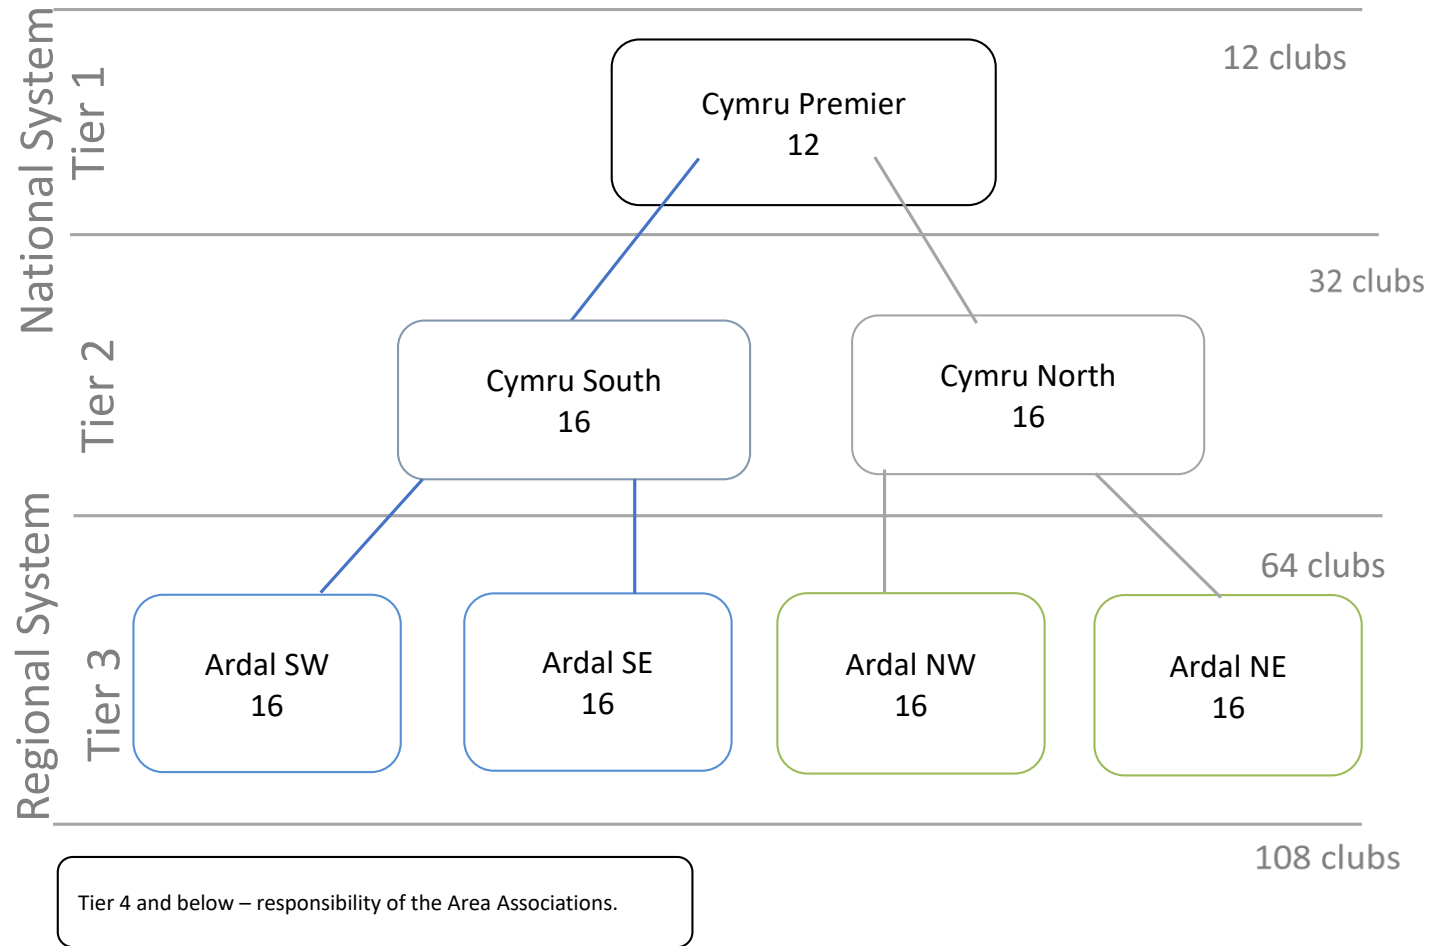 National System
Tier 1
12 clubs
Cymru Premier
12
Tier 2
32 clubs
Cymru South
16
Cymru North
16
Regional System
Tier 3
64 clubs
Ardal SW
16
Ardal SE
16
Ardal NW
16
Ardal NE
16
108 clubs
Tier 4 and below – responsibility of the Area Associations.